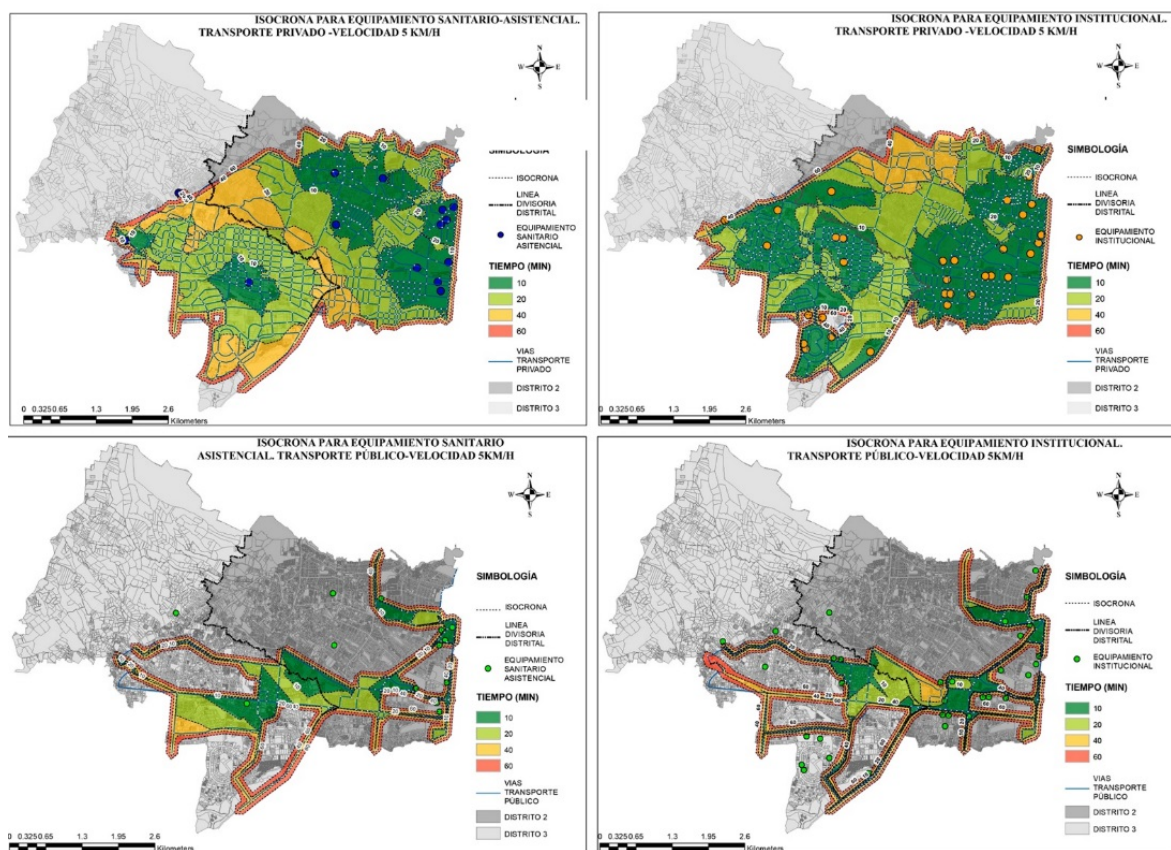 ISOCRONA PARA EQUIPAMIENTO SANITARIO-ASISTENCIAL.
TRANSPORTE PRIVADO -VELOCIDAD 5 KM/H
N
W E
S
SIMBOLOGÍA
ISOCRONA
LINEA
DIVISORIA
DISTRITAL
EQUIPAMIENTO
SANITARIO
ASITENCIAL
TIEMPO (MIN)
10
20
40
60
VIAS
TRANSPORTE
PRIVADO
DISTRITO 2
DISTRITO 3
0 0.325 0.65 1.3 1.95 2.6
Kilometers
ISOCRONA PARA EQUIPAMIENTO INSTITUCIONAL.
TRANSPORTE PRIVADO -VELOCIDAD 5 KM/H
N
W E
S
SIMBOLOGÍA
ISOCRONA
LINEA
DIVISORIA
DISTRITAL
EQUIPAMIENTO
INSTITUCIONAL
TIEMPO (MIN)
10
20
40
60
VIAS
TRANSPORTE
PRIVADO
DISTRITO 2
DISTRITO 3
0 0.325 0.65 1.3 1.95 2.6
Kilometers
ISOCRONA PARA EQUIPAMIENTO SANITARIO
ASISTENCIAL. TRANSPORTE PÚBLICO-VELOCIDAD 5KM/H
N
W E
S
SIMBOLOGÍA
ISOCRONA
LINEA
DIVISORIA
DISTRITAL
EQUIPAMIENTO
SANITARIO
ASISTENCIAL
TIEMPO (MIN)
10
20
40
60
VIAS
TRANSPORTE
PÚBLICO
DISTRITO 2
DISTRITO 3
0 0.325 0.65 1.3 1.95 2.6
Kilometers
ISOCRONA PARA EQUIPAMIENTO INSTITUCIONAL.
TRANSPORTE PÚBLICO-VELOCIDAD 5KM/H
N
W E
S
SIMBOLOGÍA
ISOCRONA
LINEA
DIVISORIA
DISTRITAL
EQUIPAMIENTO
INSTITUCIONAL
TIEMPO (MIN)
10
20
40
60
VIAS
TRANSPORTE
PÚBLICO
DISTRITO 2
DISTRITO 3
0 0.325 0.65 1.3 1.95 2.6
Kilometers